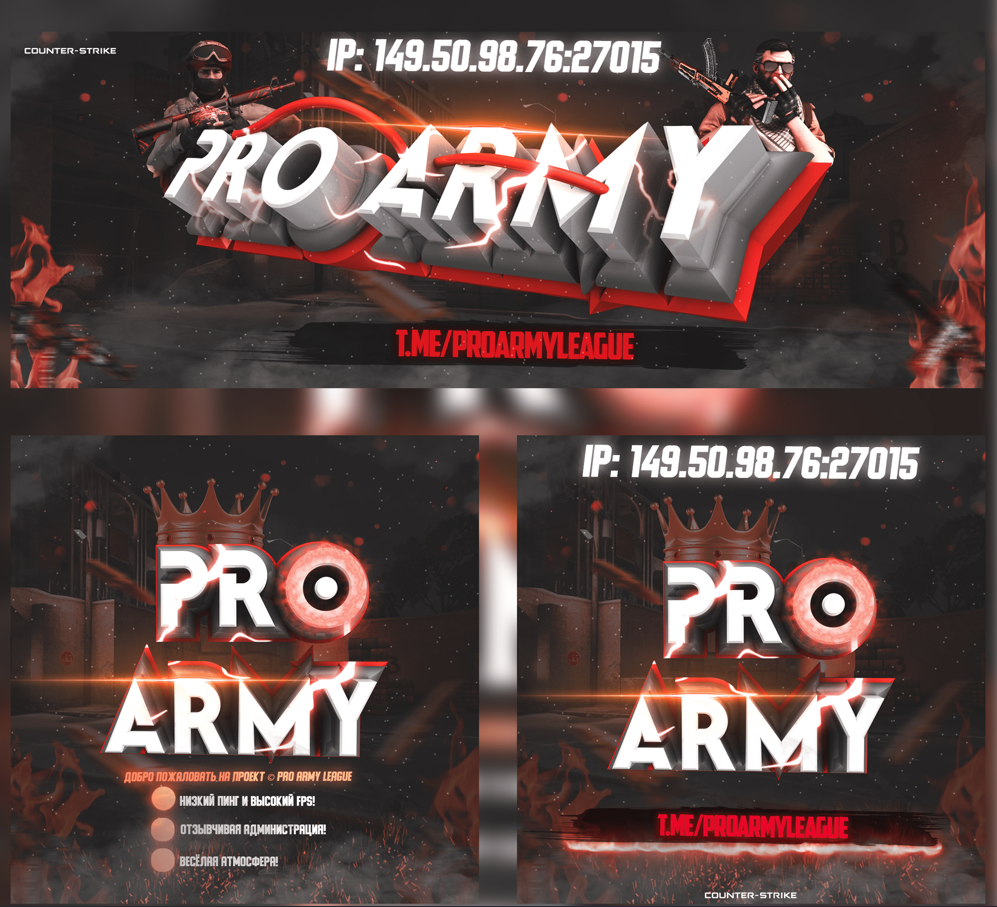 COUNTER-STRIKE
IP: 149.50.98.76:27015
PRO ARMY
T.ME/PROARMYLEAGUE
PRO
ARMY
ДОБРО ПОЖАЛОВАТЬ НА ПРОЕКТ © PRO ARMY LEAGUE
НИЗКИЙ ПИНГ И ВЫСОКИЙ FPS!
ОТЗЫВЧИВАЯ АДМИНИСТРАЦИЯ!
ВЕСЁЛАЯ АТМОСФЕРА!
IP: 149.50.98.76:27015
PRO
ARMY
T.ME/PROARMYLEAGUE
COUNTER-STRIKE